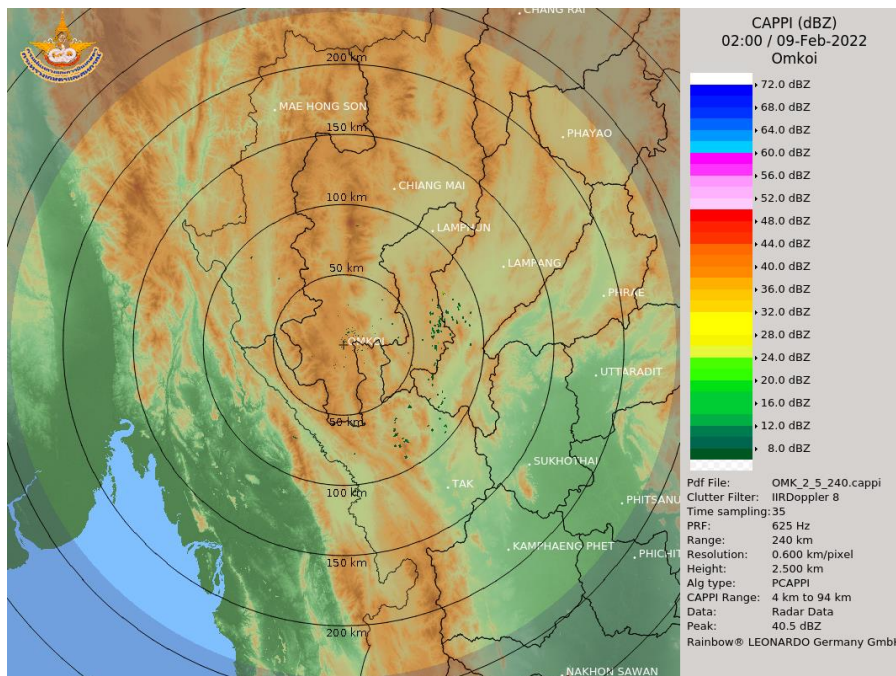 CHANG RAI
200 km
MAE HONG SON
150 km
PHAYAO
100 km
CHIANG MAI
LAMPHUN
50 km
LAMPANG
PHRAE
OMKOI
UTTARADIT
50 km
SUKHOTHAI
100 km
TAK
PHITSANU
KAMPHAENG PHET
150 km
PHICHIT
200 km
NAKHON SAWAN
CAPPI (dBZ)
02:00 / 09-Feb-2022
Omkoi
72.0 dBZ
68.0 dBZ
64.0 dBZ
60.0 dBZ
56.0 dBZ
52.0 dBZ
48.0 dBZ
44.0 dBZ
40.0 dBZ
36.0 dBZ
32.0 dBZ
28.0 dBZ
24.0 dBZ
20.0 dBZ
16.0 dBZ
12.0 dBZ
8.0 dBZ
Pdf File: OMK_2_5_240.cappi
Clutter Filter: IIRDoppler 8
Time sampling: 35
PRF: 625 Hz
Range: 240 km
Resolution: 0.600 km/pixel
Height: 2.500 km
Alg type: PCAPPI
CAPPI Range: 4 km to 94 km
Data: Radar Data
Peak: 40.5 dBZ
Rainbow® LEONARDO Germany GmbH